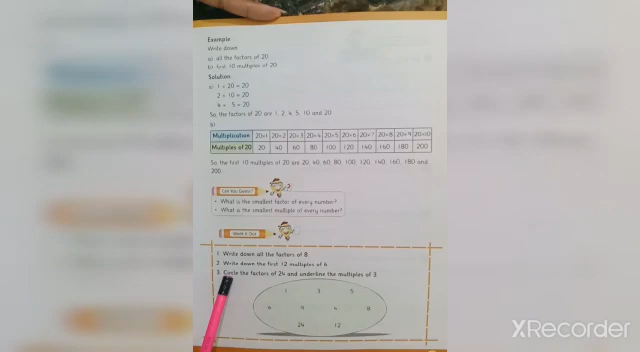 Example:
Write down
a) all the factors of 20
b) first 10 multiples of 20
Solution:
a) 1 × 20 = 20
2 × 10 = 20
4 × 5 = 20
So, the factors of 20 are 1, 2, 4, 5, 10 and 20
b)
Multiplication 20×1 20×2 20×3 20×4 20×5 20×6 20×7 20×8 20×9 20×10
Multiples of 20 20 40 60 80 100 120 140 160 180 200
So, the first 10 multiples of 20 are 20, 40, 60, 80, 100, 120, 140, 160, 180 and
200.
Can You Guess?
• What is the smallest factor of every number?
• What is the smallest multiple of every number?
Work it Out
1. Write down all the factors of 8
2. Write down the first 12 multiples of 6
3. Circle the factors of 24 and underline the multiples of 3
1 3 5
6 8
24 12
XRecorder